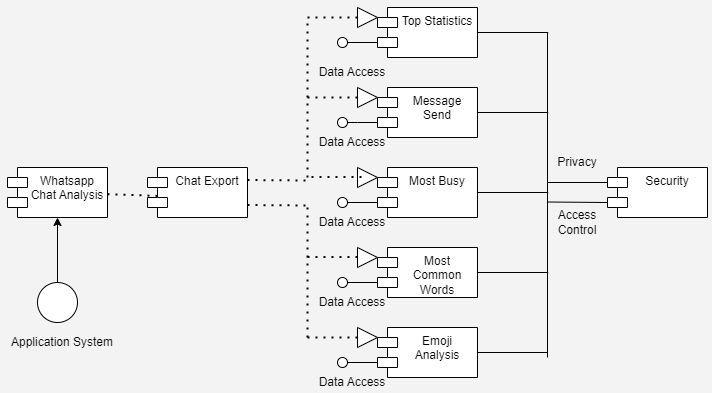 Top Statistics
Data Access
Message
Send
Data Access
Whatsapp
Chat Analysis
Chat Export
Most Busy
Privacy
Security
Access
Control
Data Access
Most
Common
Words
Data Access
Application System
Emoji
Analysis
Data Access